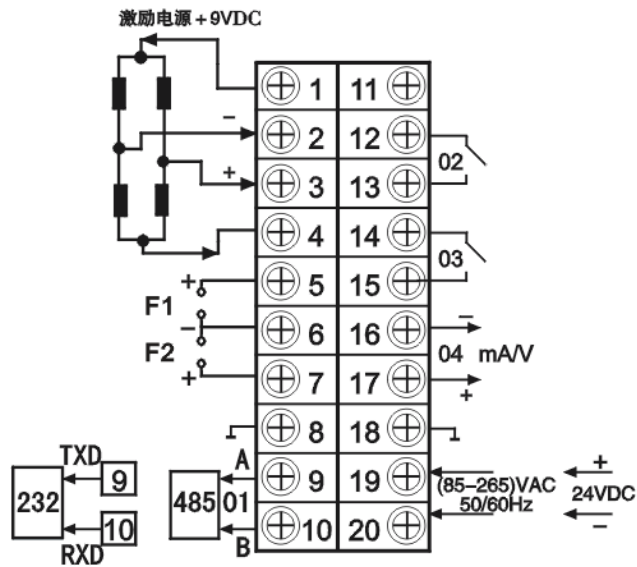 激励电源+9VDC
1 11
- 2 12
02
+ 3 13
4 14
03
+ 5 15
F1
- 6 16 -
04 mA/V
F2
+ 7 17 +
8 18
TXD A
232 9 485 01 9 19 (85-265)VAC + 24VDC
10 10 20 50/60Hz -
RXD B